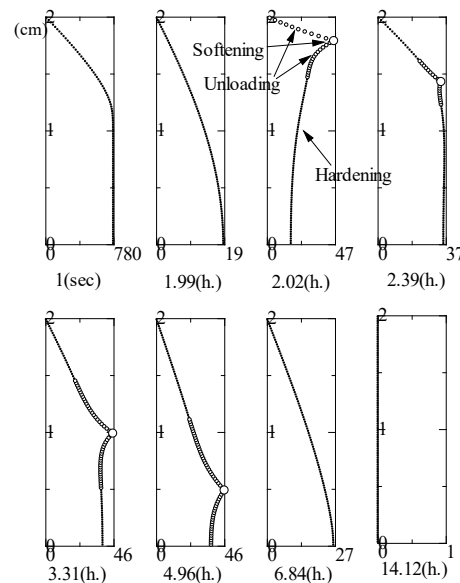 2
(cm)
1
0
0 780
1(sec)
2
1
0
0 19
1.99(h.)
2
Softening
Unloading
1
Hardening
0
0 47
2.02(h.)
2
1
0
0 37
2.39(h.)
2
1
0
0 46
3.31(h.)
2
1
0
0 46
4.96(h.)
2
1
0
0 27
6.84(h.)
2
1
0
0 1
14.12(h.)